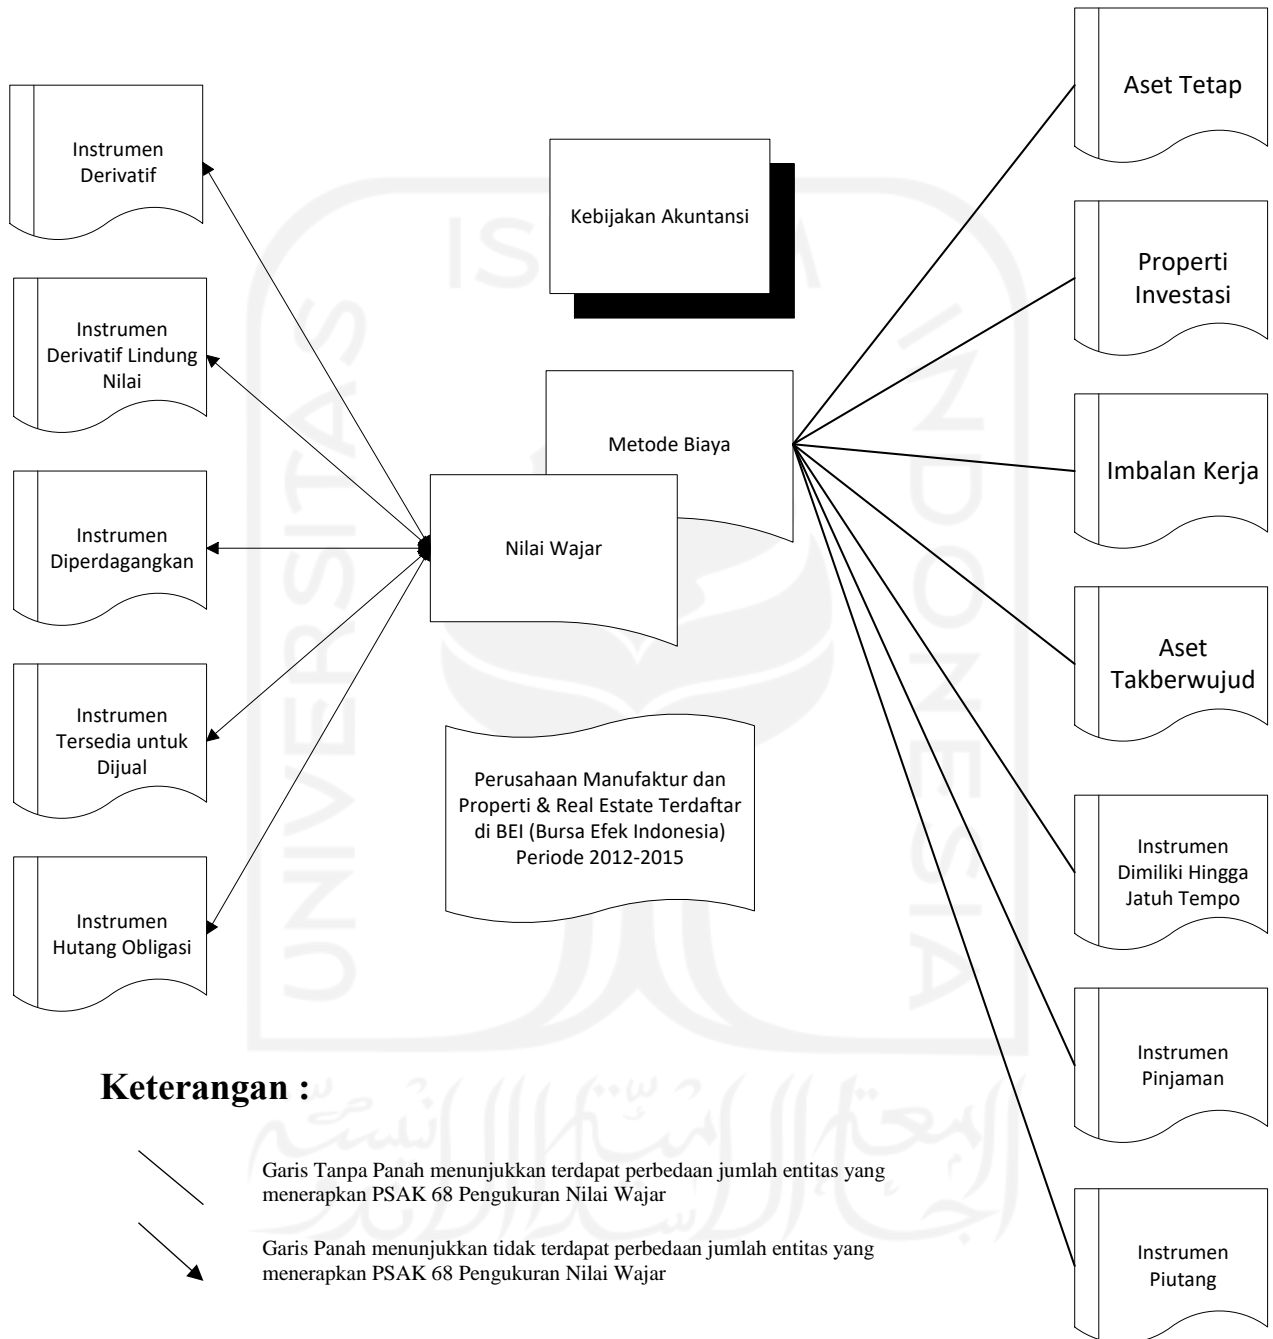 Aset Tetap
Instrumen
Derivatif
Kebijakan Akuntansi
Properti
Investasi
Instrumen
Derivatif Lindung
Nilai
Metode Biaya
Imbalan Kerja
Instrumen
Diperdagangkan
Nilai Wajar
Aset
Takberwujud
Instrumen
Tersedia untuk
Dijual
Perusahaan Manufaktur dan
Properti & Real Estate Terdaftar
di BEI (Bursa Efek Indonesia)
Periode 2012-2015
Instrumen
Dimiliki Hingga
Jatuh Tempo
Instrumen
Hutang Obligasi
Instrumen
Pinjaman
Keterangan :
Garis Tanpa Panah menunjukkan terdapat perbedaan jumlah entitas yang
menerapkan PSAK 68 Pengukuran Nilai Wajar
Garis Panah menunjukkan tidak terdapat perbedaan jumlah entitas yang
menerapkan PSAK 68 Pengukuran Nilai Wajar
Instrumen
Piutang
UNIVERSITAS
INDONESIA